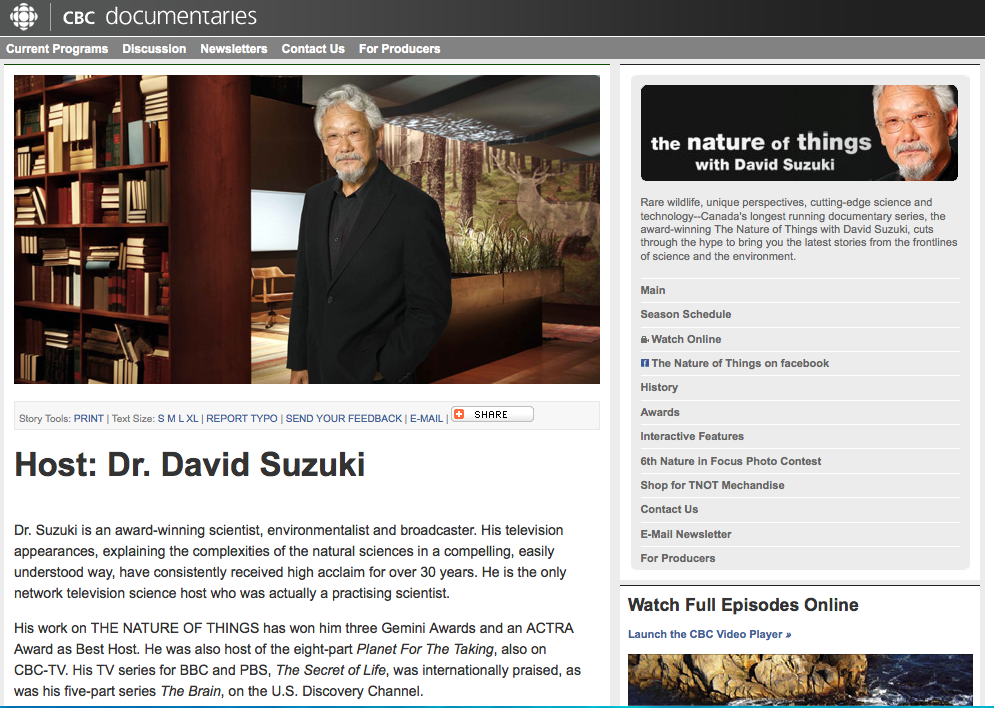 CBC documentaries
Current Programs Discussion Newsletters Contact Us For Producers
Story Tools: PRINT | Text Size: S M L XL | REPORT TYPO | SEND YOUR FEEDBACK | E-MAIL | SHARE
Host: Dr. David Suzuki
Dr. Suzuki is an award-winning scientist, environmentalist and broadcaster. His television
appearances, explaining the complexities of the natural sciences in a compelling, easily
understood way, have consistently received high acclaim for over 30 years. He is the only
network television science host who was actually a practising scientist.
His work on THE NATURE OF THINGS has won him three Gemini Awards and an ACTRA
Award as Best Host. He was also host of the eight-part Planet For The Taking, also on
CBC-TV. His TV series for BBC and PBS, The Secret of Life, was internationally praised, as
was his five-part series The Brain, on the U.S. Discovery Channel.
the nature of things
with David Suzuki
Rare wildlife, unique perspectives, cutting-edge science and
technology--Canada's longest running documentary series, the
award-winning The Nature of Things with David Suzuki, cuts
through the hype to bring you the latest stories from the frontlines
of science and the environment.
Main
Season Schedule
Watch Online
The Nature of Things on facebook
History
Awards
Interactive Features
6th Nature in Focus Photo Contest
Shop for TNOT Mechandise
Contact Us
E-Mail Newsletter
For Producers
Watch Full Episodes Online
Launch the CBC Video Player »